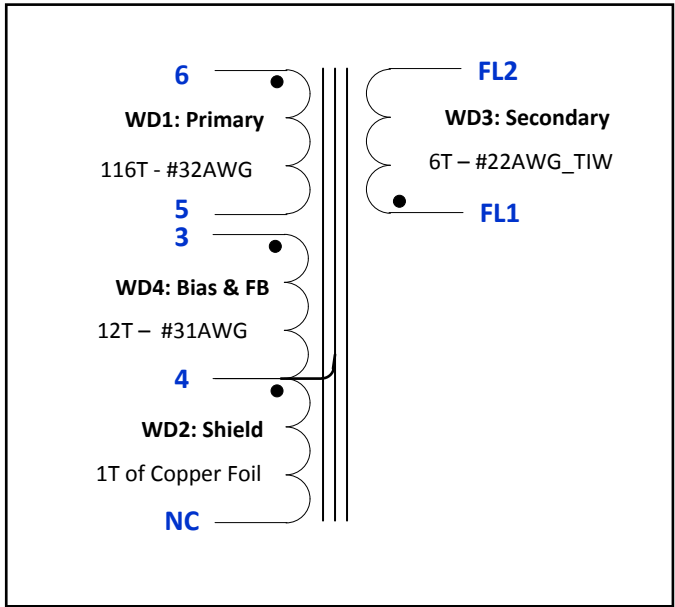 6
WD1: Primary
116T - #32AWG
5
3
WD4: Bias & FB
12T – #31AWG
4
WD2: Shield
1T of Copper Foil
NC
FL2
WD3: Secondary
6T – #22AWG_TIW
FL1